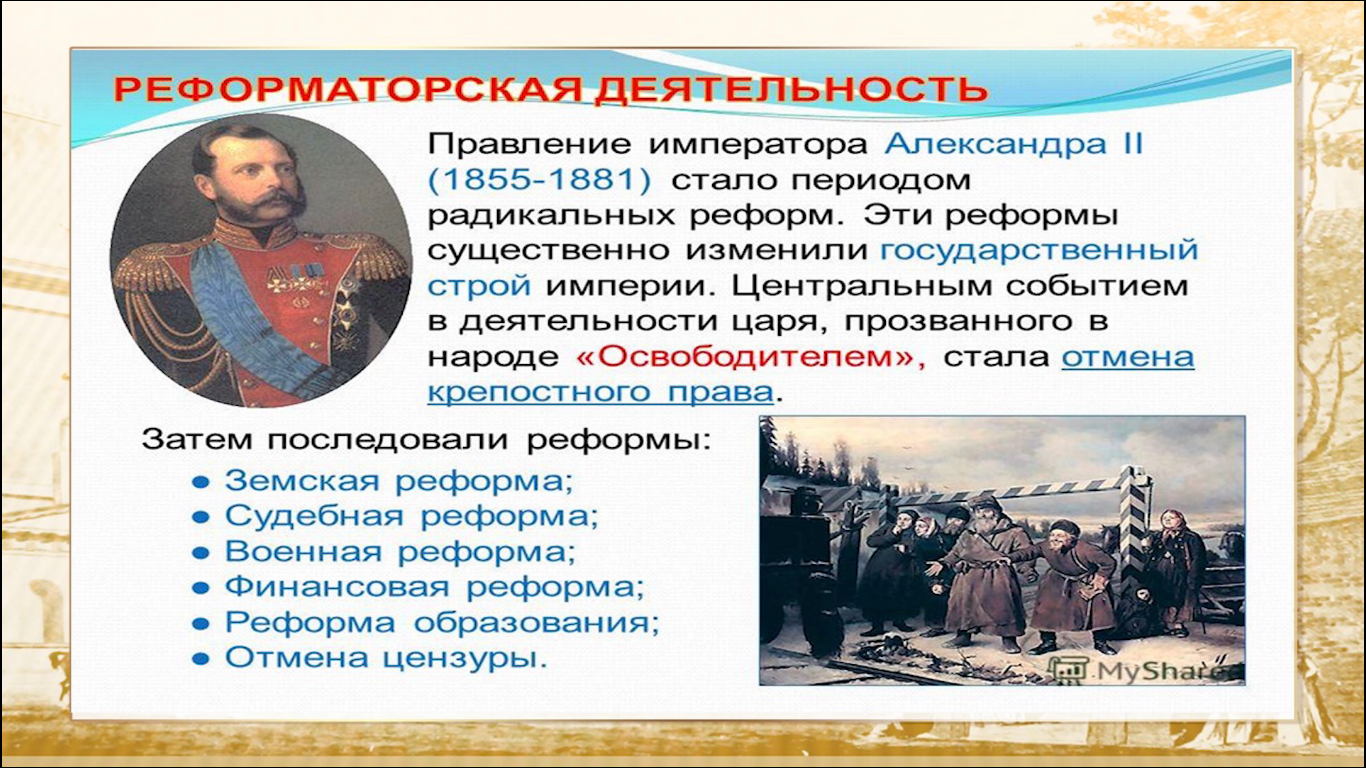 РЕФОРМАТОРСКАЯ ДЕЯТЕЛЬНОСТЬ
Правление императора Александра II
(1855-1881) стало периодом
радикальных реформ. Эти реформы
существенно изменили государственный
строй империи. Центральным событием
в деятельности царя, прозванного в
народе «Освободителем», стала отмена
крепостного права.
Затем последовали реформы:
● Земская реформа;
● Судебная реформа;
● Военная реформа;
● Финансовая реформа;
● Реформа образования;
● Отмена цензуры.
MyShared